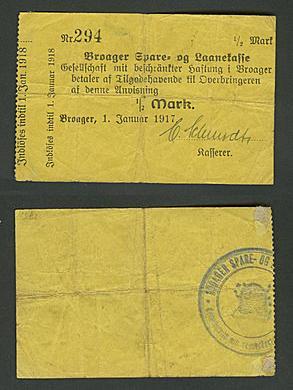 Nr. 294 ½ Mark
Broager Spare- og Laanekasse
Gesellschaft mit beschränkter Haftung in Broager
betaler af Tilgodehavende til Overbringeren
af denne Anvisning
½ Mark.
Broager, 1. Januar 1917
C. Schmidt
Kasserer.
Indlöses indtil 1. Januar 1918
Indlöses indtil 1. Jan. 1918
BROAGER SPARE- OG